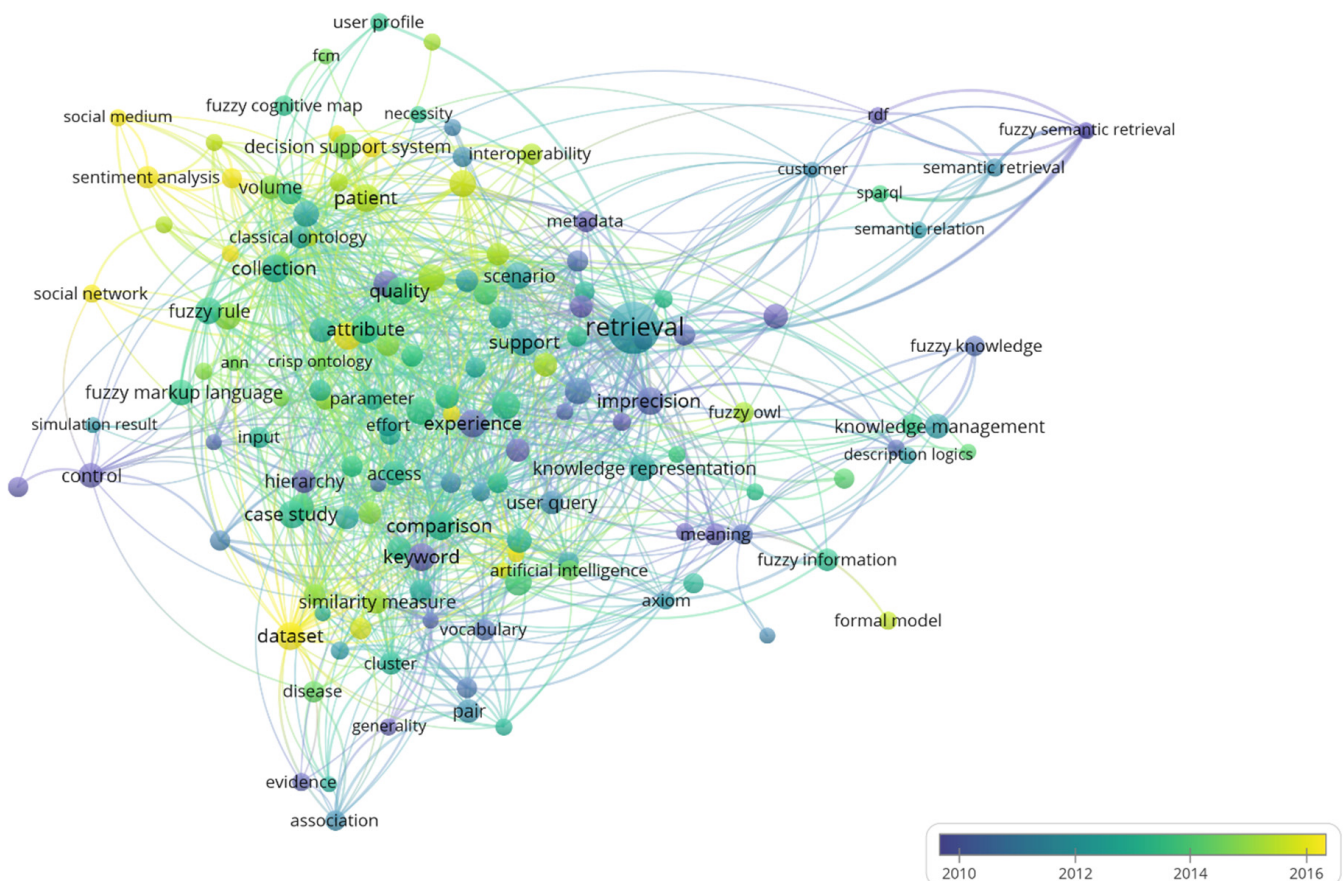 user profile
fcm
fuzzy cognitive map
necessity
social medium
rdf
fuzzy semantic retrieval
decision support system
interoperability
sentiment analysis
volume
customer
semantic retrieval
patient
sparql
metadata
semantic relation
classical ontology
collection
scenario
social network
quality
fuzzy rule
attribute
retrieval
support
fuzzy knowledge
ann
crisp ontology
fuzzy markup language
parameter
imprecision
fuzzy owl
simulation result
input
effort
experience
knowledge management
description logics
control
hierarchy
access
knowledge representation
user query
case study
comparison
meaning
keyword
fuzzy information
artificial intelligence
similarity measure
axiom
formal model
dataset
vocabulary
cluster
disease
pair
generality
evidence
association
2010
2012
2014
2016